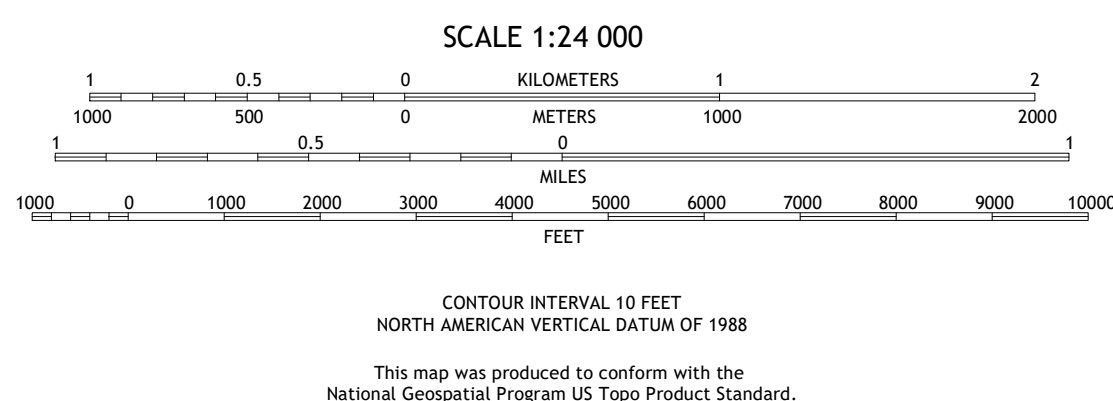 SCALE 1:24 000
1 0.5 0 KILOMETERS 1 2
1000 500 0 METERS 1000 2000
1 0.5 0 1
MILES
1000 0 1000 2000 3000 4000 5000 6000 7000 8000 9000 10000
FEET
CONTOUR INTERVAL 10 FEET
NORTH AMERICAN VERTICAL DATUM OF 1988
This map was produced to conform with the
National Geospatial Program US Topo Product Standard.